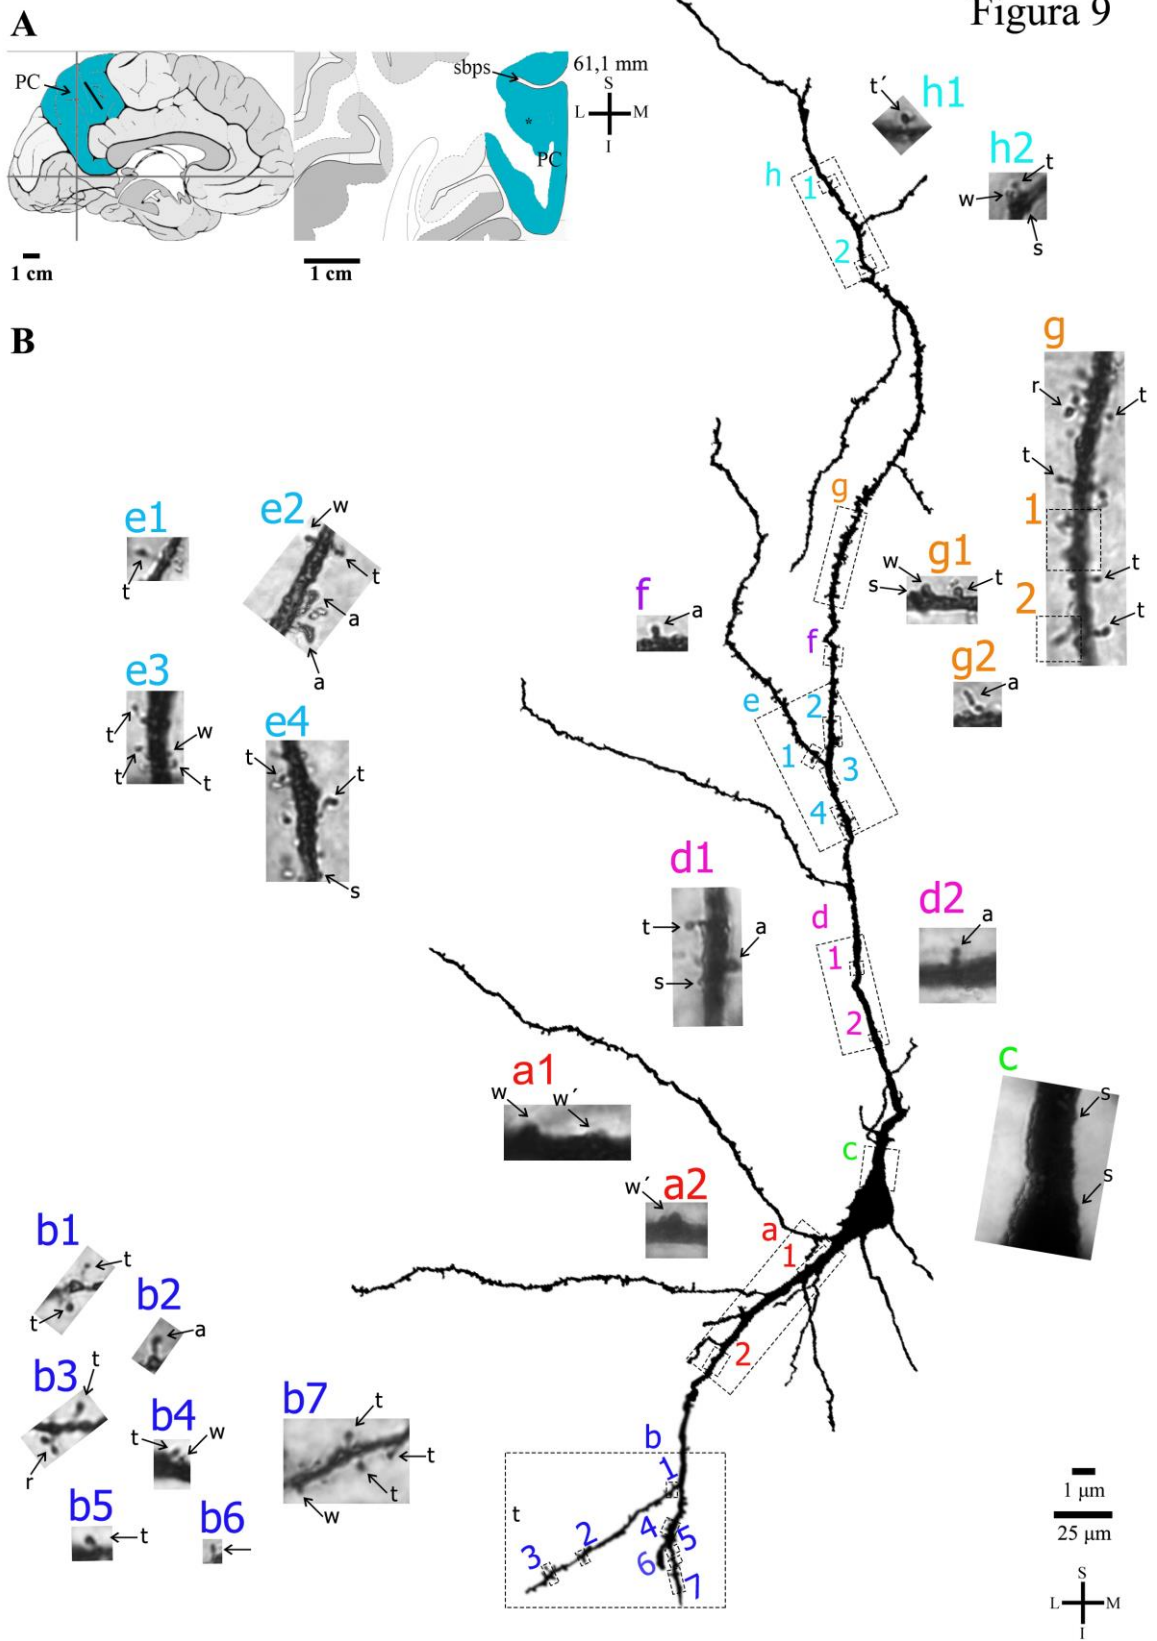 Figura 9
A
PC
sbps
61,1 mm
S
L M
I
PC
*
1 cm
1 cm
B
t´
h1
h2
t
w
s
h
1
2
g
r
t
t
1
t
2
t
g
g1
w
t
s
g2
a
f
a
f
e1
t
e2
w
t
a
a
e3
t
w
t
t
e4
t
t
s
e
2
1
3
4
d1
t
a
s
d
1
2
d2
a
c
s
s
c
a1
w w´
a2
w´
a
1
2
b1
t
t
b2
a
b3
t
r
b4
t w
b5
t
b6
b7
t
t
t
w
b
t
1
2
3
4
5
6
7
1 µm
25 µm
S
L M
I